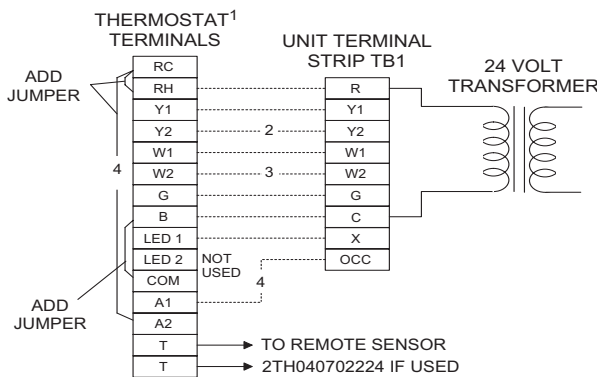 THERMOSTAT¹
TERMINALS
UNIT TERMINAL
STRIP TB1
24 VOLT
TRANSFORMER
ADD
JUMPER
RC
RH
R
Y1
Y1
Y2
2
Y2
W1
W1
4
W2
3
W2
G
G
B
C
LED 1
X
LED 2
NOT
USED
OCC
COM
4
A1
ADD
JUMPER
A2
T
TO REMOTE SENSOR
T
2TH040702224 IF USED